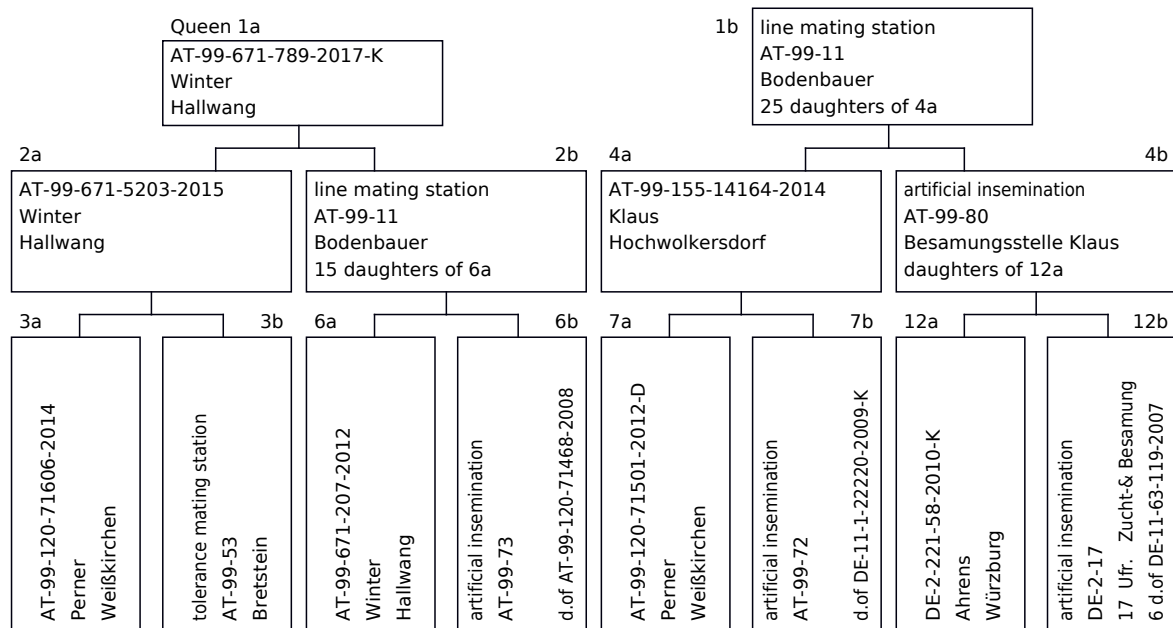 Queen 1a
AT-99-671-789-2017-K
Winter
Hallwang
1b
line mating station
AT-99-11
Bodenbauer
25 daughters of 4a
2a
AT-99-671-5203-2015
Winter
Hallwang
2b
line mating station
AT-99-11
Bodenbauer
15 daughters of 6a
4a
AT-99-155-14164-2014
Klaus
Hochwolkersdorf
4b
artificial insemination
AT-99-80
Besamungsstelle Klaus
daughters of 12a
3a
AT-99-120-71606-2014
Perner
Weißkirchen
3b
tolerance mating station
AT-99-53
Bretstein
6a
AT-99-671-207-2012
Winter
Hallwang
6b
artificial insemination
AT-99-73
d.of AT-99-120-71468-2008
7a
AT-99-120-71501-2012-D
Perner
Weißkirchen
7b
artificial insemination
AT-99-72
d.of DE-11-1-22220-2009-K
12a
DE-2-221-58-2010-K
Ahrens
Würzburg
12b
artificial insemination
DE-2-17
17 Ufr. Zucht-& Besamung
6 d.of DE-11-63-119-2007